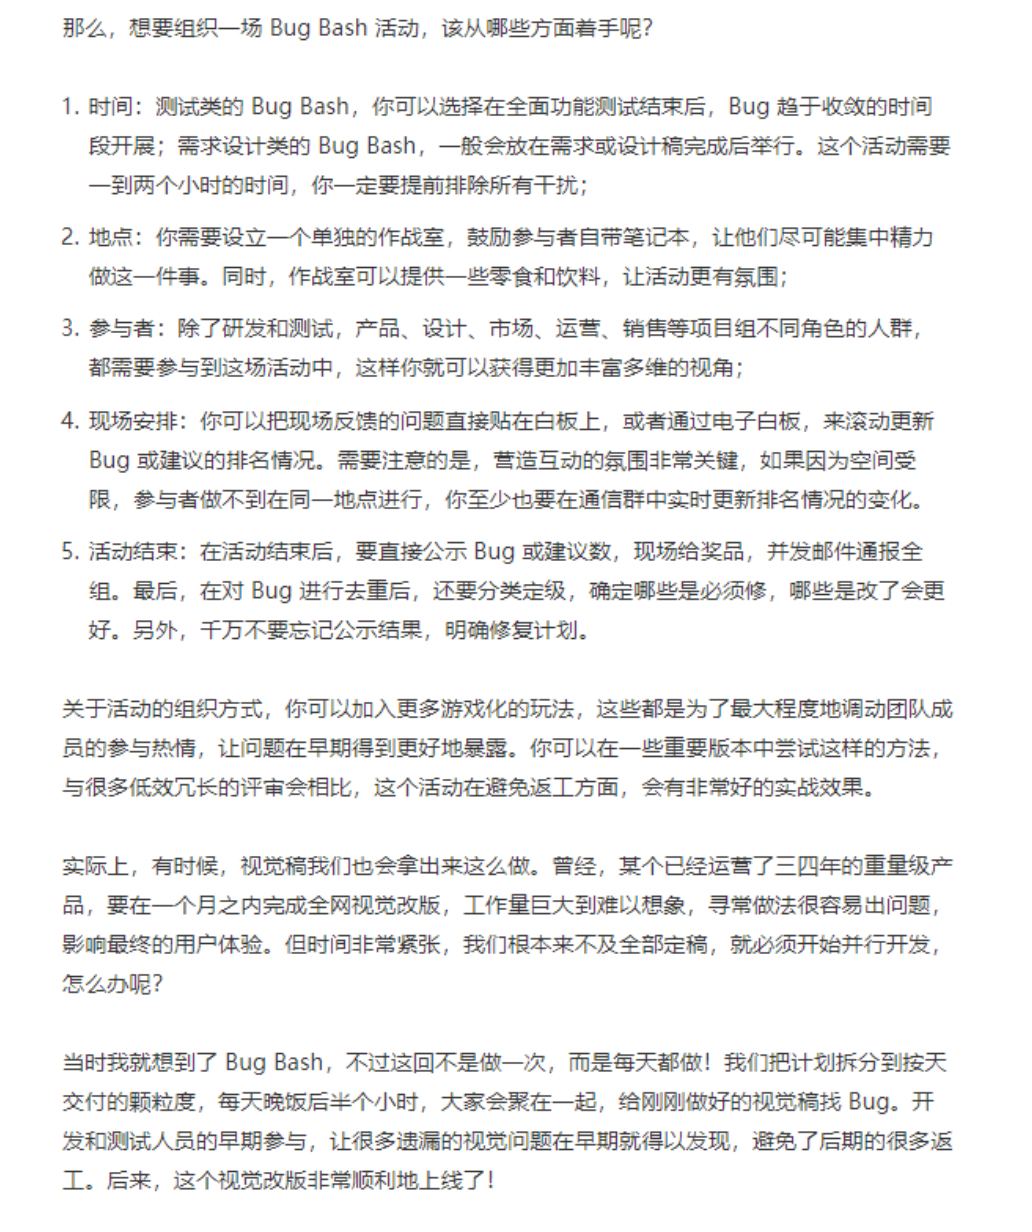 那么，想要组织一场 Bug Bash 活动，该从哪些方面着手呢？
1. 时间：测试类的 Bug Bash，你可以选择在全面功能测试结束后，Bug 趋于收敛的时间
段开展；需求设计类的 Bug Bash，一般会放在需求或设计稿完成后举行。这个活动需要
一到两个小时的时间，你一定要提前排除所有干扰；
2. 地点：你需要设立一个单独的作战室，鼓励参与者自带笔记本，让他们尽可能集中精力
做这一件事。同时，作战室可以提供一些零食和饮料，让活动更有氛围；
3. 参与者：除了研发和测试，产品、设计、市场、运营、销售等项目组不同角色的人群，
都需要参与到这场活动中，这样你就可以获得更加丰富多维的视角；
4. 现场安排：你可以把现场反馈的问题直接贴在白板上，或者通过电子白板，来滚动更新
Bug 或建议的排名情况。需要注意的是，营造互动的氛围非常关键，如果因为空间受
限，参与者做不到在同一地点进行，你至少也要在通信群中实时更新排名情况的变化。
5. 活动结束：在活动结束后，要直接公示 Bug 或建议数，现场给奖品，并发邮件通报全
组。最后，在对 Bug 进行去重后，还要分类定级，确定哪些是必须修，哪些是改了会更
好。另外，千万不要忘记公示结果，明确修复计划。
关于活动的组织方式，你可以加入更多游戏化的玩法，这些都是为了最大程度地调动团队成
员的参与热情，让问题在早期得到更好地暴露。你可以在一些重要版本中尝试这样的方法，
与很多低效冗长的评审会相比，这个活动在避免返工方面，会有非常好的实战效果。
实际上，有时候，视觉稿我们也会拿出来这么做。曾经，某个已经运营了三四年的重量级产
品，要在一个月之内完成全网视觉改版，工作量巨大到难以想象，寻常做法很容易出问题，
影响最终的用户体验。但时间非常紧张，我们根本来不及全部定稿，就必须开始并行开发，
怎么办呢？
当时我就想到了 Bug Bash，不过这回不是做一次，而是每天都做！我们把计划拆分到按天
交付的颗粒度，每天晚饭后半个小时，大家会聚在一起，给刚刚做好的视觉稿找 Bug。开
发和测试人员的早期参与，让很多遗漏的视觉问题在早期就得以发现，避免了后期的很多返
工。后来，这个视觉改版非常顺利地上线了！